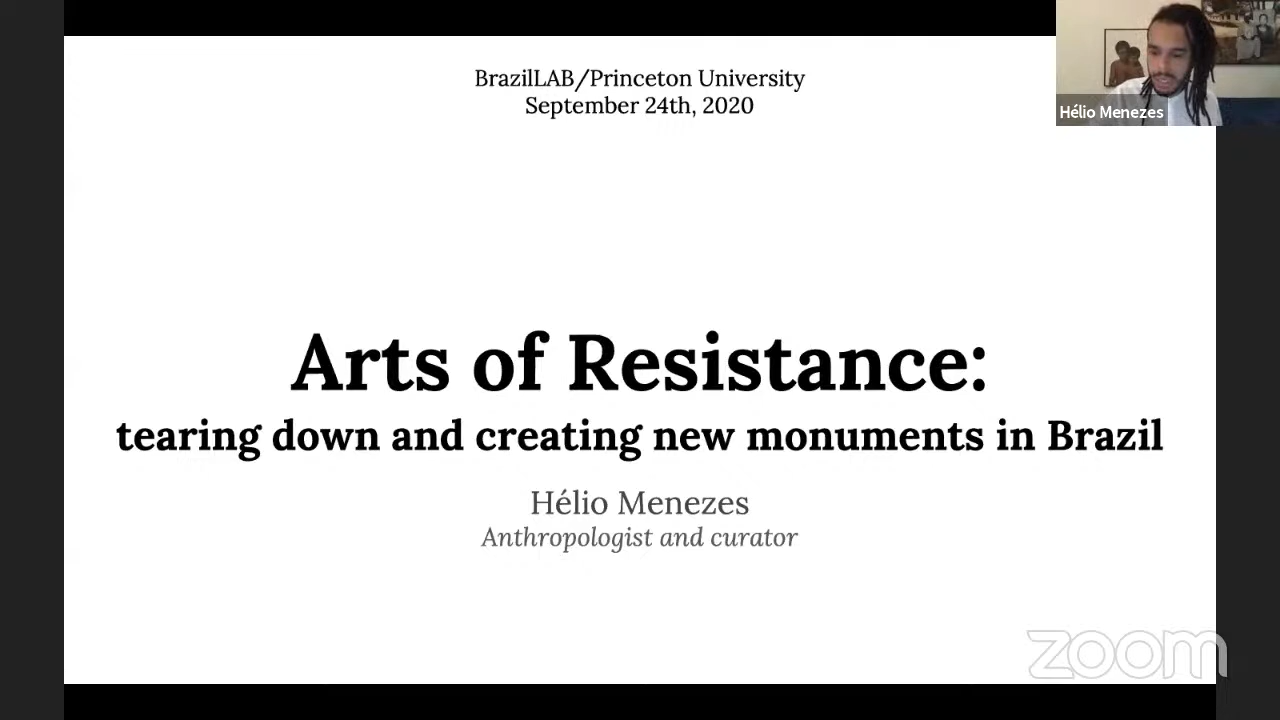 BrazilLAB/Princeton University
September 24th, 2020
Hélio Menezes
Arts of Resistance:
tearing down and creating new monuments in Brazil
Hélio Menezes
Anthropologist and curator
zoom